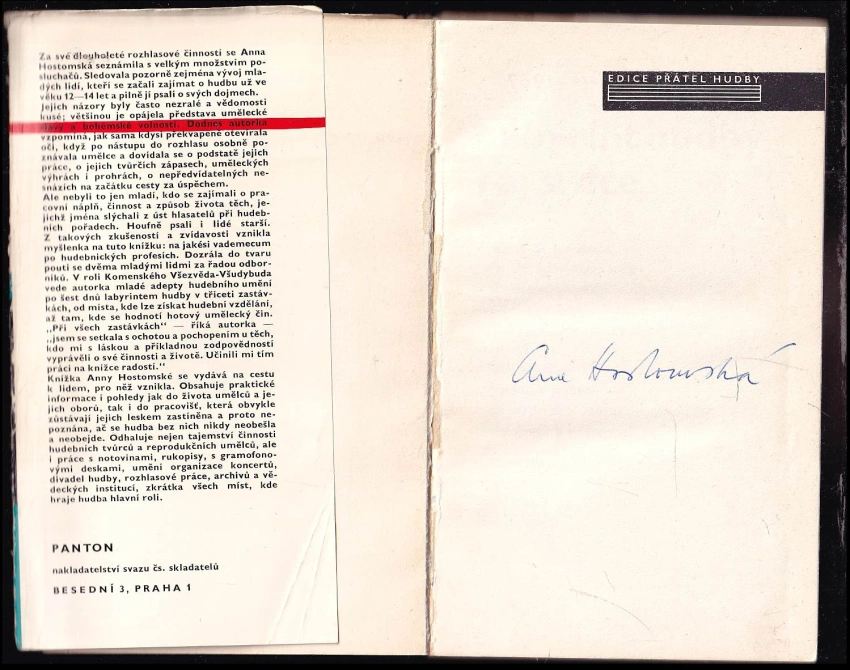 Za své dlouholeté rozhlasové činnosti se Anna
Hostomská seznámila s velkým množstvím po-
sluchačů. Sledovala pozorně zejména vývoj mla-
dých lidí, kteří se začali zajímat o hudbu už ve
věku 12—14 let a pilně jí psali o svých dojmech.
Jejich názory byly často nezralé a vědomosti
kusé; většinou je opájela představa umělecké
slávy a bohémské volnosti. Dodnes autorka
vzpomíná, jak sama kdysi překvapeně otevírala
oči, když po nástupu do rozhlasu osobně po-
znávala umělce a dovídala se o podstatě jejich
práce, o jejich tvůrčích zápasech, uměleckých
výhrách i prohrách, o nepředvídatelných ne-
snázích na začátku cesty za úspěchem.
Ale nebyli to jen mladí, kdo se zajímali o pra-
covní náplň, činnost a způsob života těch, je-
jichž jména slýchali z úst hlasatelů při hudeb-
ních pořadech. Houfně psali i lidé starší.
Z takových zkušeností a zvídavosti vznikla
myšlenka na tuto knížku: na jakési vademecum
po hudebnických profesích. Dozrála do tvaru
pouti se dvěma mladými lidmi za řadou odbor-
níků. V roli Komenského Všezvěda-Všudybuda
vede autorka mladé adepty hudebního umění
po šest dnů labyrintem hudby v třiceti zastáv-
kách, od místa, kde lze získat hudební vzdělání,
až tam, kde se hodnotí hotový umělecký čin.
„Při všech zastávkách“ — říká autorka —
„jsem se setkala s ochotou a pochopením u těch,
kdo mi s láskou a příkladnou zodpovědností
vyprávěli o své činnosti a životě. Učinili mi tím
práci na knížce radostí.“
Knížka Anny Hostomské se vydává na cestu
k lidem, pro něž vznikla. Obsahuje praktické
informace i pohledy jak do života umělců a je-
jich oborů, tak i do pracovišť, která obvykle
zůstávají jejich leskem zastíněna a proto ne-
poznána, ač se hudba bez nich nikdy neobešla
a neobejde. Odhaluje nejen tajemství činnosti
hudebních tvůrců a reprodukčních umělců, ale
i práce s notovinami, rukopisy, s gramofono-
vými deskami, umění organizace koncertů,
divadel hudby, rozhlasové práce, archivů a vě-
deckých institucí, zkrátka všech míst, kde
hraje hudba hlavní roli.
PANTON
nakladatelství svazu čs. skladatelů
BESEDNÍ 3, PRAHA 1
EDICE PŘÁTEL HUDBY
Hostomská